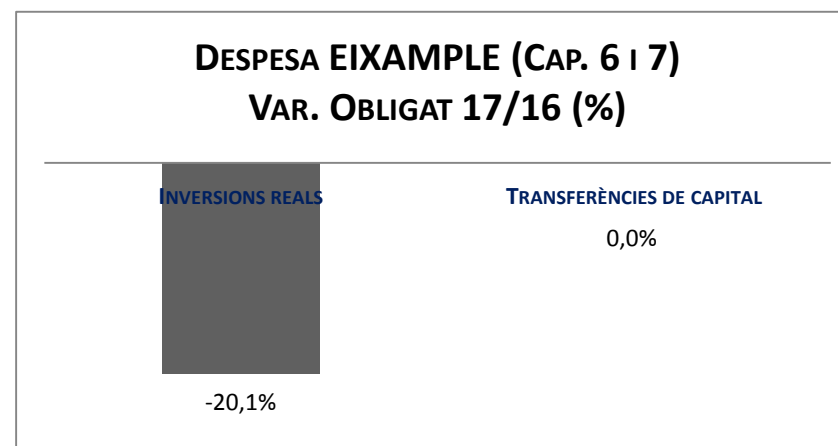 DESPESA EIXAMPLE (CAP. 6 I 7)
VAR. OBLIGAT 17/16 (%)
INVERSIONS REALS
TRANSFERÈNCIES DE CAPITAL
0,0%
-20,1%